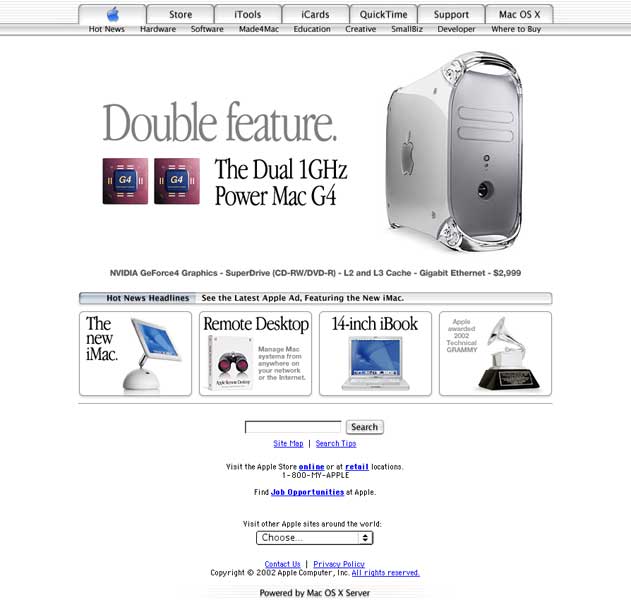 Store iTools iCards QuickTime Support Mac OS X
Hot News Hardware Software Made4Mac Education Creative SmallBiz Developer Where to Buy
Double feature.
G4 G4
The Dual 1GHz
Power Mac G4
NVIDIA GeForce4 Graphics - SuperDrive (CD-RW/DVD-R) - L2 and L3 Cache - Gigabit Ethernet - $2,999
Hot News Headlines See the Latest Apple Ad, Featuring the New iMac.
The
new
iMac.
Remote Desktop
Manage Mac
systems from
anywhere on
your network
or the Internet.
Apple Remote Desktop
14-inch iBook
Apple
awarded
2002
Technical
GRAMMY
Search
Site Map | Search Tips
Visit the Apple Store online or at retail locations.
1-800-MY-APPLE
Find Job Opportunities at Apple.
Visit other Apple sites around the world:
Choose...
Contact Us | Privacy Policy
Copyright © 2002 Apple Computer, Inc. All rights reserved.
Powered by Mac OS X Server